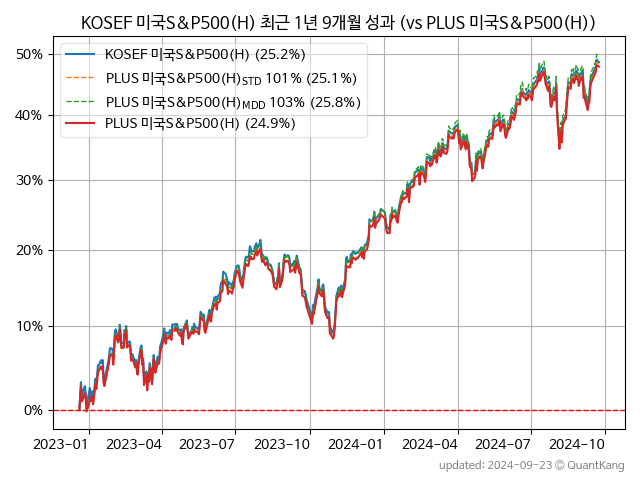 KOSEF 미국S&P500(H) 최근 1년 9개월 성과 (vs PLUS 미국S&P500(H))
KOSEF 미국S&P500(H) (25.2%)
PLUS 미국S&P500(H)STD 101% (25.1%)
PLUS 미국S&P500(H)MDD 103% (25.8%)
PLUS 미국S&P500(H) (24.9%)
50%
40%
30%
20%
10%
0%
2023-01 2023-04 2023-07 2023-10 2024-01 2024-04 2024-07 2024-10
updated: 2024-09-23 © QuantKang